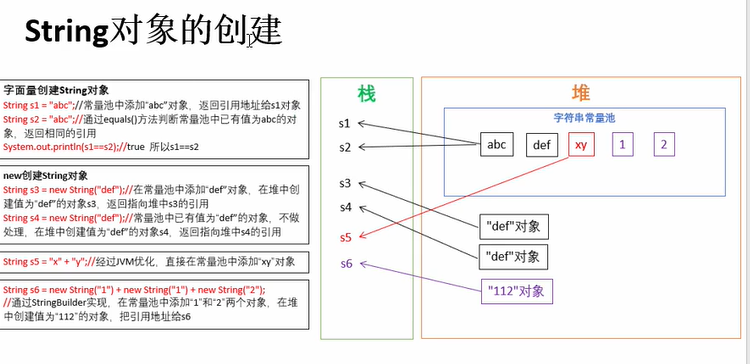 String对象的创建
字面量创建String对象
String s1 = "abc";//常量池中添加"abc"对象，返回引用地址给s1对象
String s2 = "abc";//通过equals()方法判断常量池中已有值为abc的对
象，返回相同的引用
System.out.println(s1==s2);//true 所以s1==s2
new创建String对象
String s3 = new String("def");//在常量池中添加"def"对象，在堆中创
建值为"def"的对象s3，返回指向堆中s3的引用
String s4 = new String("def");//常量池中已有值为"def"的对象，不做
处理，在堆中创建值为"def"的对象s4，返回指向堆中s4的引用
String s5 = "x" + "y";//经过JVM优化，直接在常量池中添加"xy"对象
String s6 = new String("1") + new String("1") + new String("2");
//通过StringBuilder实现，在常量池中添加"1"和"2"两个对象，在堆
中创建值为"112"的对象，把引用地址给s6
栈
s1
s2
s3
s4
s5
s6
堆
字符串常量池
abc
def
xy
1
2
"def"对象
"def"对象
"112"对象